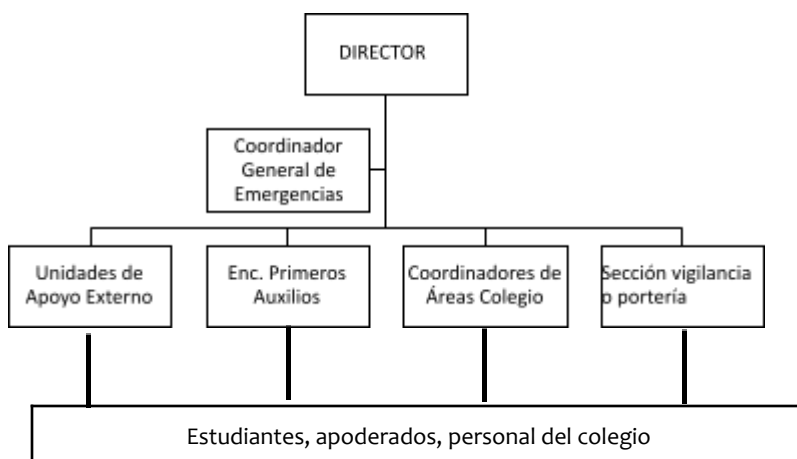 DIRECTOR
Coordinador
General de
Emergencias
Unidades de
Apoyo Externo
Enc. Primeros
Auxilios
Coordinadores de
Áreas Colegio
Sección vigilancia
o portería
Estudiantes, apoderados, personal del colegio